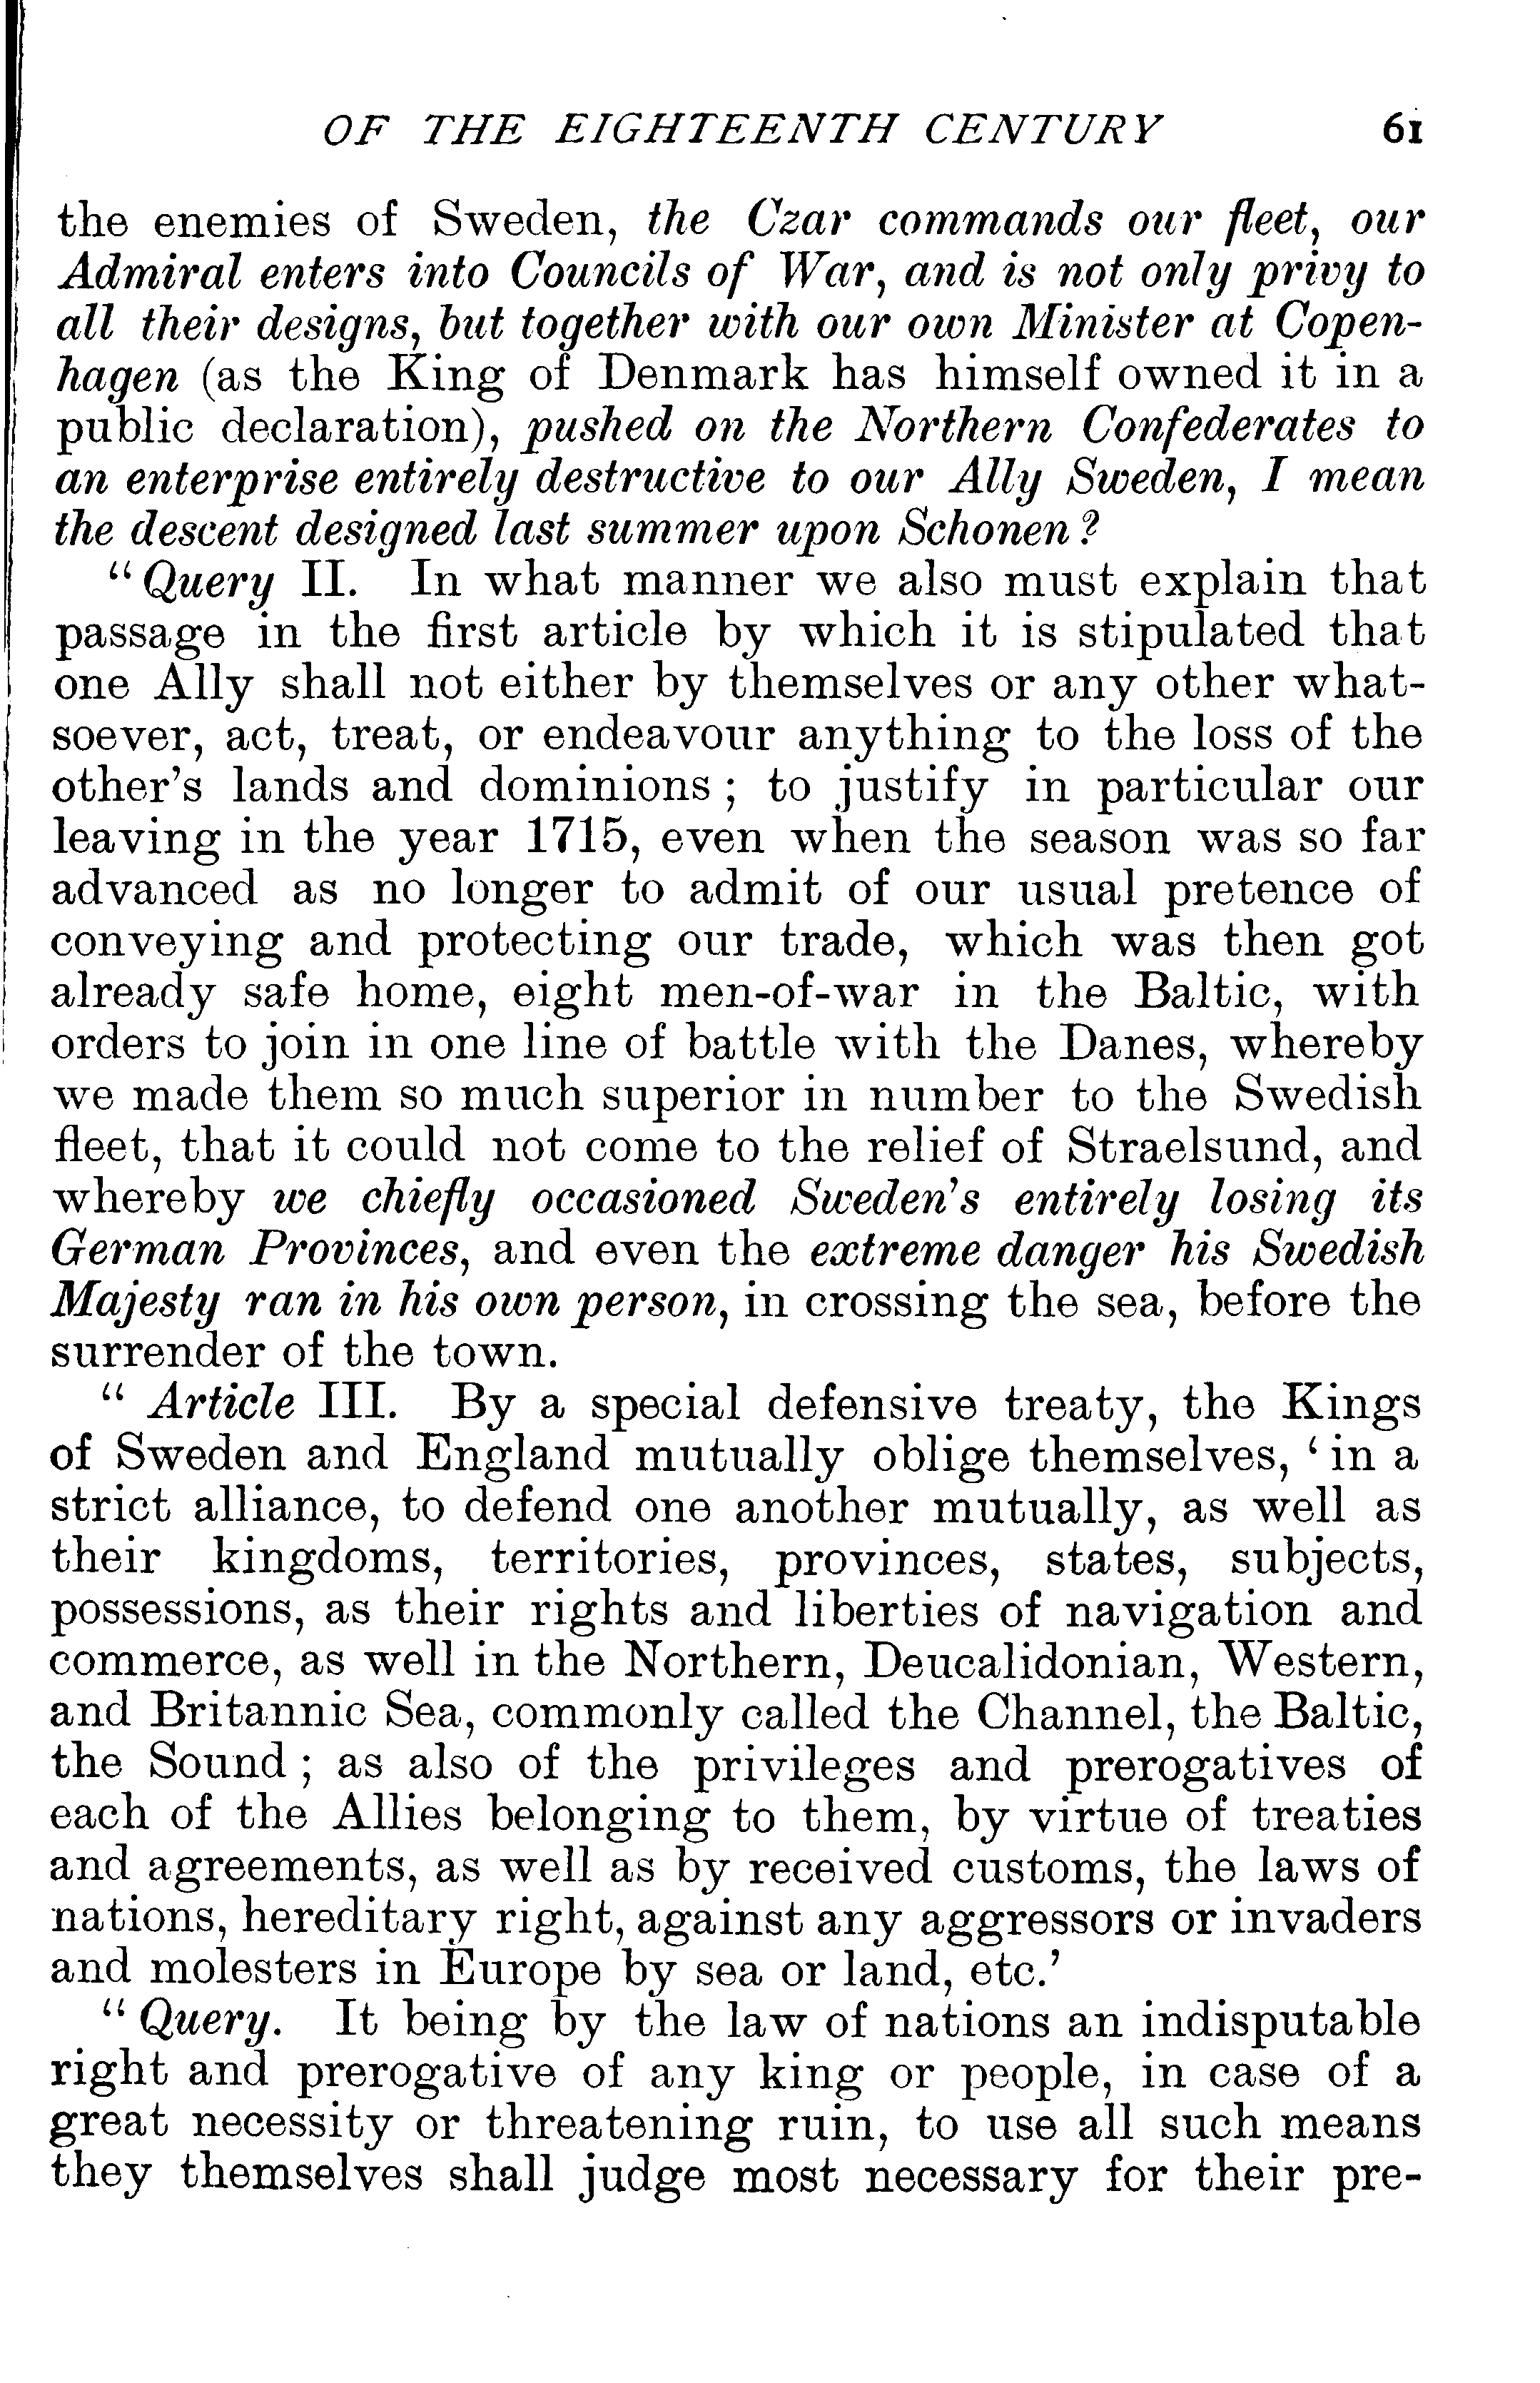 OF THE EIGHTEENTH CENTURY 61
the enemies of Sweden, the Czar commands our fleet, our
Admiral enters into Councils of War, and is not only privy to
all their designs, but together with our own Minister at Copen-
hagen (as the King of Denmark has himself owned it in a
public declaration), pushed on the Northern Confederates to
an enterprise entirely destructive to our Ally Sweden, I mean
the descent designed last summer upon Schonen?
“Query II. In what manner we also must explain that
passage in the first article by which it is stipulated that
one Ally shall not either by themselves or any other what-
soever, act, treat, or endeavour anything to the loss of the
other’s lands and dominions; to justify in particular our
leaving in the year 1715, even when the season was so far
advanced as no longer to admit of our usual pretence of
conveying and protecting our trade, which was then got
already safe home, eight men-of-war in the Baltic, with
orders to join in one line of battle with the Danes, whereby
we made them so much superior in number to the Swedish
fleet, that it could not come to the relief of Straelsund, and
whereby we chiefly occasioned Sweden’s entirely losing its
German Provinces, and even the extreme danger his Swedish
Majesty ran in his own person, in crossing the sea, before the
surrender of the town.
“Article III. By a special defensive treaty, the Kings
of Sweden and England mutually oblige themselves, ‘in a
strict alliance, to defend one another mutually, as well as
their kingdoms, territories, provinces, states, subjects,
possessions, as their rights and liberties of navigation and
commerce, as well in the Northern, Deucalidonian, Western,
and Britannic Sea, commonly called the Channel, the Baltic,
the Sound; as also of the privileges and prerogatives of
each of the Allies belonging to them, by virtue of treaties
and agreements, as well as by received customs, the laws of
nations, hereditary right, against any aggressors or invaders
and molesters in Europe by sea or land, etc.’
“Query. It being by the law of nations an indisputable
right and prerogative of any king or people, in case of a
great necessity or threatening ruin, to use all such means
they themselves shall judge most necessary for their pre-